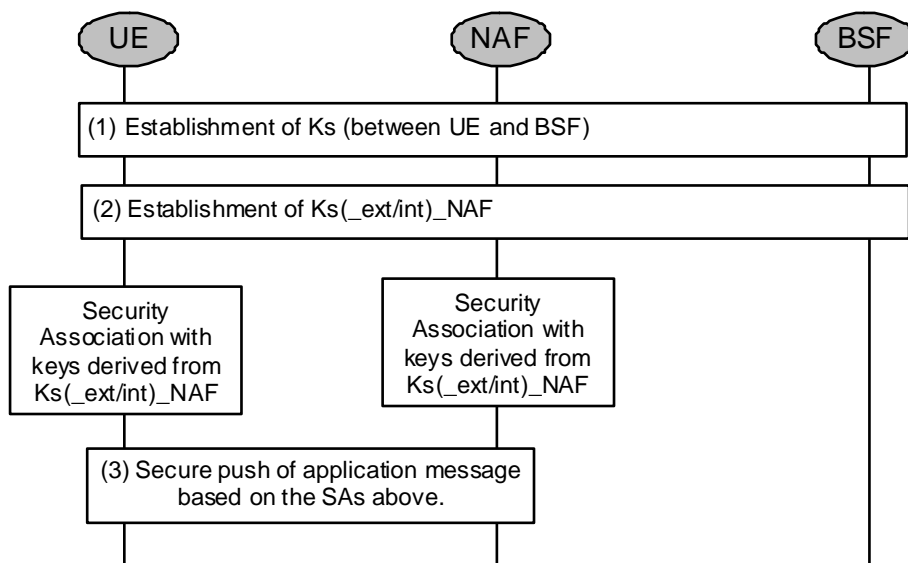 UE
NAF
BSF
(1) Establishment of Ks (between UE and BSF)
(2) Establishment of Ks(_ext/int)_NAF
Security
Association with
keys derived from
Ks(_ext/int)_NAF
Security
Association with
keys derived from
Ks(_ext/int)_NAF
(3) Secure push of application message
based on the SAs above.